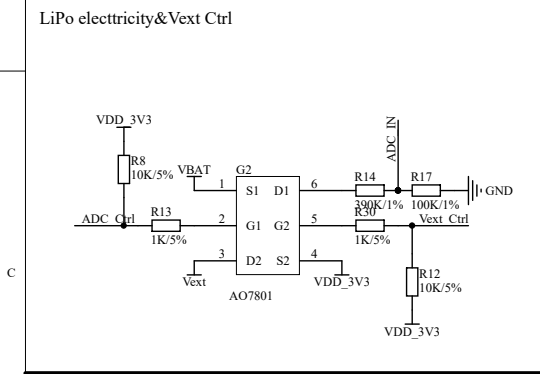 LiPo electtricity&Vext Ctrl
VDD_3V3
R8
10K/5%
VBAT
G2
ADC_IN
1
S1
D1
6
R14
390K/1%
R17
100K/1%
GND
ADC_Ctrl
R13
1K/5%
2
G1
G2
5
R30
1K/5%
Vext_Ctrl
C
3
D2
S2
4
Vext
VDD_3V3
AO7801
R12
10K/5%
VDD_3V3